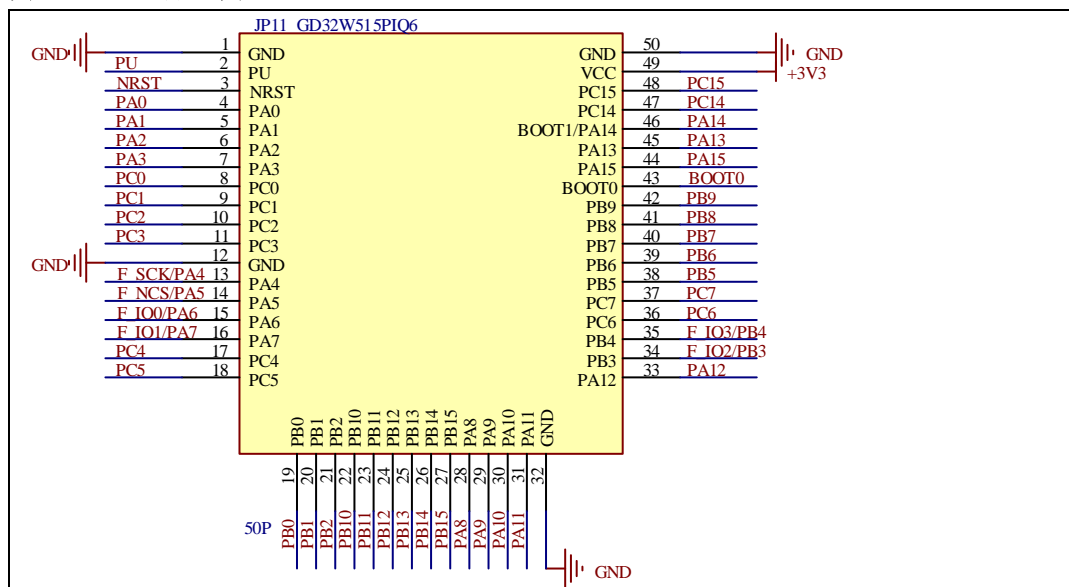 JP11 GD32W515PIQ6
GND 1 GND
PU 2 PU
NRST 3 NRST
PA0 4 PA0
PA1 5 PA1
PA2 6 PA2
PA3 7 PA3
PC0 8 PC0
PC1 9 PC1
PC2 10 PC2
PC3 11 PC3
GND 12 GND
F_SCK/PA4 13 PA4
F_NCS/PA5 14 PA5
F_IO0/PA6 15 PA6
F_IO1/PA7 16 PA7
PC4 17 PC4
PC5 18 PC5
GND 50 GND
VCC 49 +3V3
PC15 48 PC15
PC14 47 PC14
BOOT1/PA14 46 PA14
PA13 45 PA13
PA15 44 PA15
BOOT0 43 BOOT0
PB9 42 PB9
PB8 41 PB8
PB7 40 PB7
PB6 39 PB6
PB5 38 PB5
PC7 37 PC7
PC6 36 PC6
PB4 35 F_IO3/PB4
PB3 34 F_IO2/PB3
PA12 33 PA12
PB0 19 PB0
PB1 20 PB1
PB2 21 PB2
PB10 22 PB10
PB11 23 PB11
PB12 24 PB12
PB13 25 PB13
PB14 26 PB14
PB15 27 PB15
PA8 28 PA8
PA9 29 PA9
PA10 30 PA10
PA11 31 PA11
GND 32 GND
50P